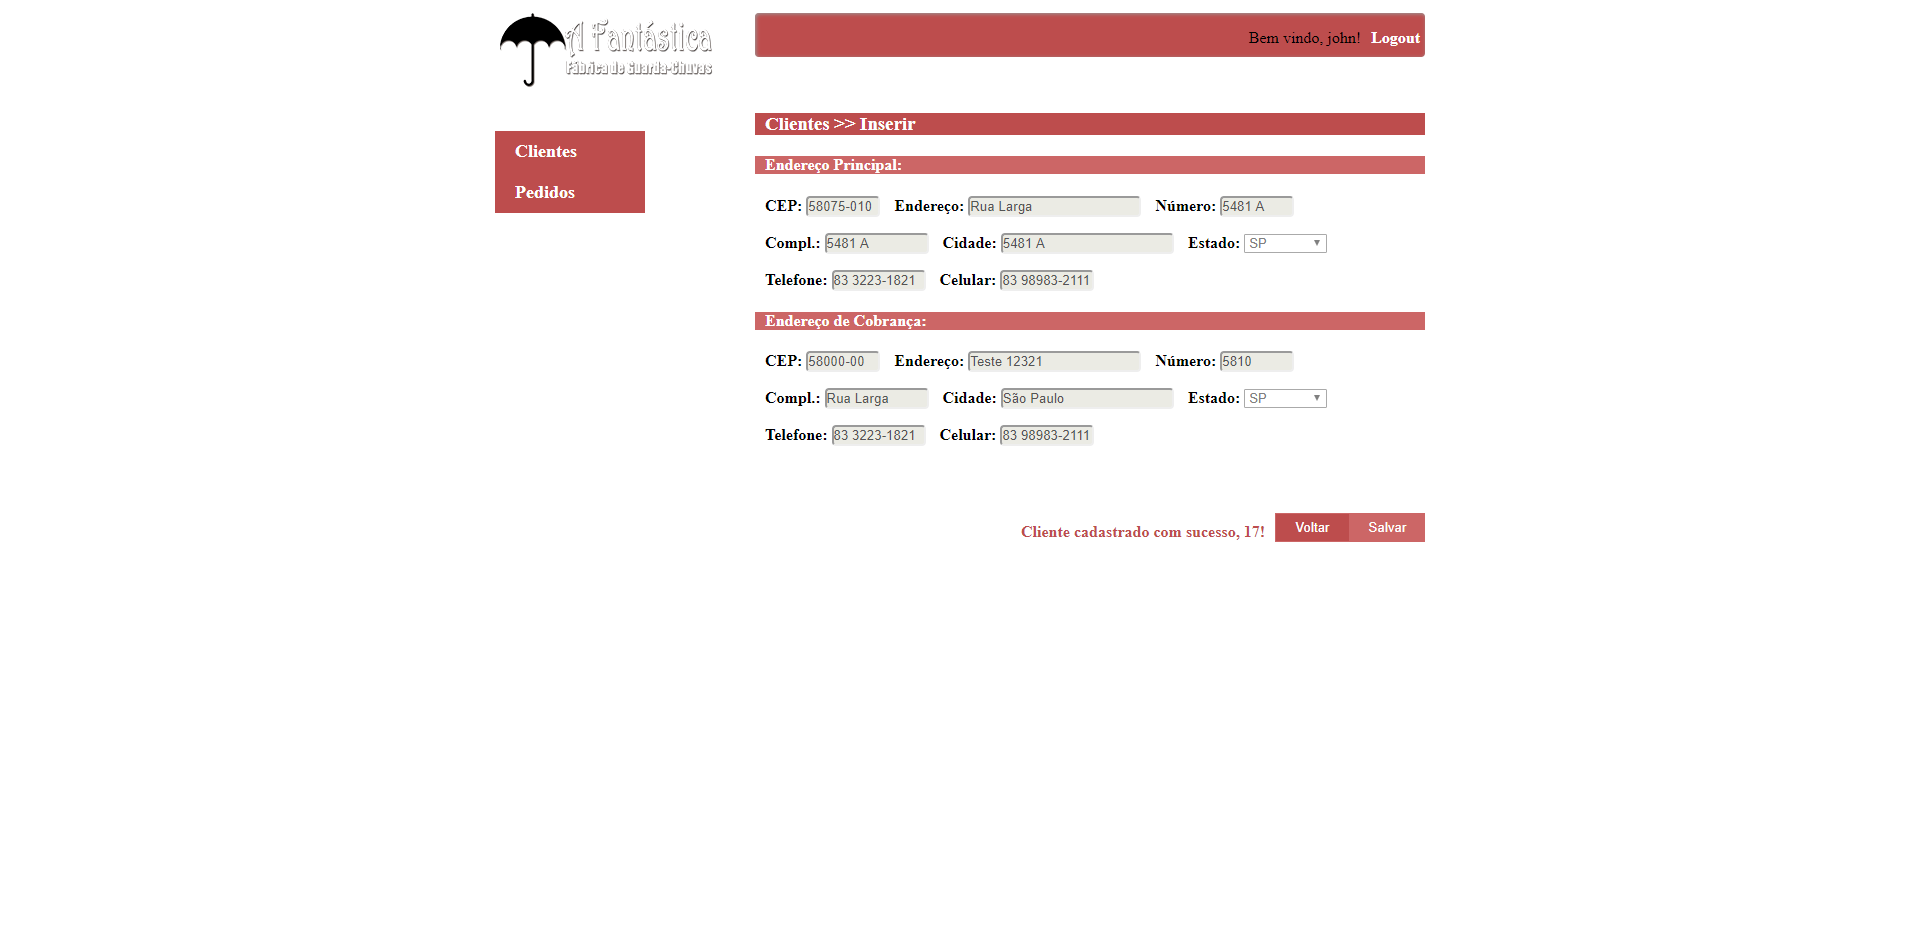 A Fantástica
Fábrica de Guarda-Chuvas
Bem vindo, john! Logout
Clientes
Pedidos
Clientes >> Inserir
Endereço Principal:
CEP: 58075-010 Endereço: Rua Larga Número: 5481 A
Compl.: 5481 A Cidade: 5481 A Estado: SP
Telefone: 83 3223-1821 Celular: 83 98983-2111
Endereço de Cobrança:
CEP: 58000-00 Endereço: Teste 12321 Número: 5810
Compl.: Rua Larga Cidade: São Paulo Estado: SP
Telefone: 83 3223-1821 Celular: 83 98983-2111
Cliente cadastrado com sucesso, 17! Voltar Salvar